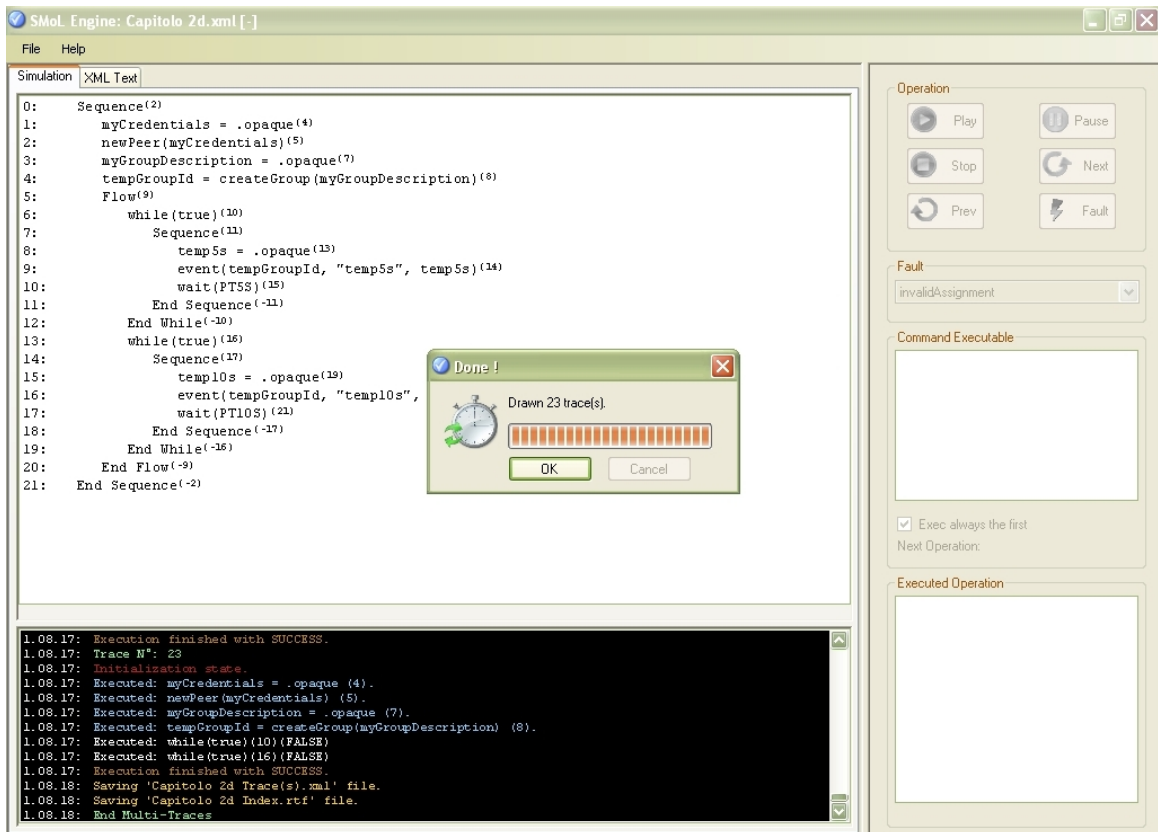 SMoL Engine: Capitolo 2d.xml [-]
File Help
Simulation XML Text
0: Sequence(2)
1: myCredentials = .opaque(4)
2: newPeer(myCredentials)(5)
3: myGroupDescription = .opaque(7)
4: tempGroupId = createGroup(myGroupDescription)(8)
5: Flow(9)
6: while(true)(10)
7: Sequence(11)
8: temp5s = .opaque(13)
9: event(tempGroupId, "temp5s", temp5s)(14)
10: wait(PT5S)(15)
11: End Sequence(-11)
12: End While(-10)
13: while(true)(16)
14: Sequence(17)
15: temp10s = .opaque(19)
16: event(tempGroupId, "temp10s",
17: wait(PT10S)(21)
18: End Sequence(-17)
19: End While(-16)
20: End Flow(-9)
21: End Sequence(-2)
Done !
Drawn 23 trace(s).
OK Cancel
1.08.17: Execution finished with SUCCESS.
1.08.17: Trace N°: 23
1.08.17: Initialization state.
1.08.17: Executed: myCredentials = .opaque (4).
1.08.17: Executed: newPeer(myCredentials) (5).
1.08.17: Executed: myGroupDescription = .opaque (7).
1.08.17: Executed: tempGroupId = createGroup(myGroupDescription) (8).
1.08.17: Executed: while(true)(10)(FALSE)
1.08.17: Executed: while(true)(16)(FALSE)
1.08.17: Execution finished with SUCCESS.
1.08.18: Saving 'Capitolo 2d Trace(s).xml' file.
1.08.18: Saving 'Capitolo 2d Index.rtf' file.
1.08.18: End Multi-Traces
Operation
Play Pause
Stop Next
Prev Fault
Fault
invalidAssignment
Command Executable
Exec always the first
Next Operation:
Executed Operation